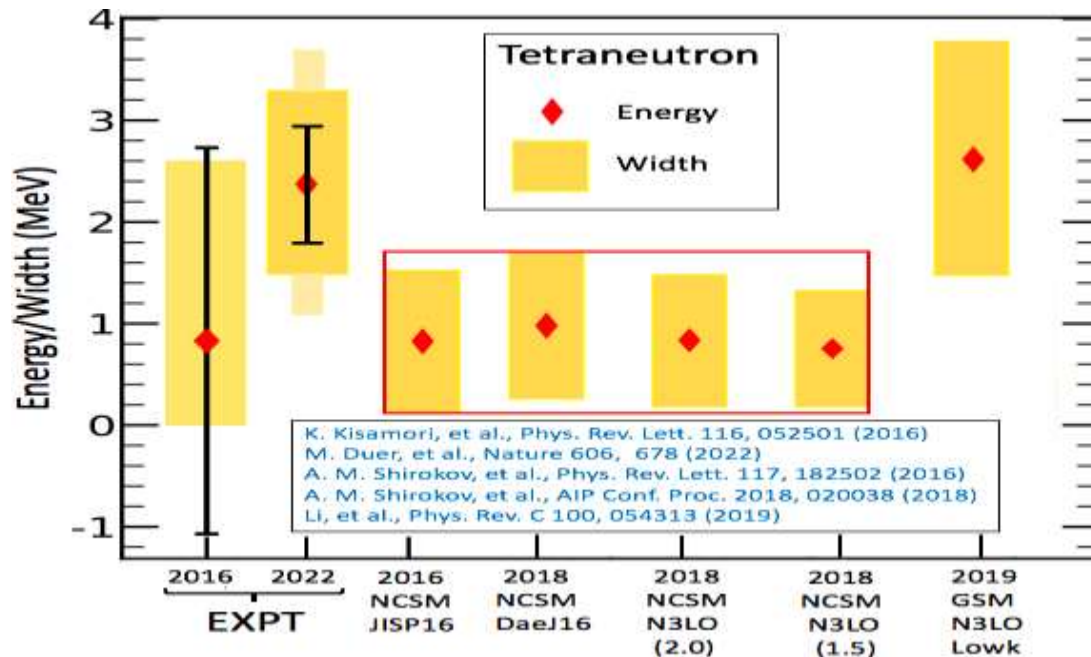 4
3
2
1
0
-1
Energy/Width (MeV)
Tetraneutron
Energy
Width
K. Kisamori, et al., Phys. Rev. Lett. 116, 052501 (2016)
M. Duer, et al., Nature 606, 678 (2022)
A. M. Shirokov, et al., Phys. Rev. Lett. 117, 182502 (2016)
A. M. Shirokov, et al., AIP Conf. Proc. 2018, 020038 (2018)
Li, et al., Phys. Rev. C 100, 054313 (2019)
2016
2022
EXPT
2016
NCSM
JISP16
2018
NCSM
DaeJ16
2018
NCSM
N3LO
(2.0)
2018
NCSM
N3LO
(1.5)
2019
GSM
N3LO
Lowk